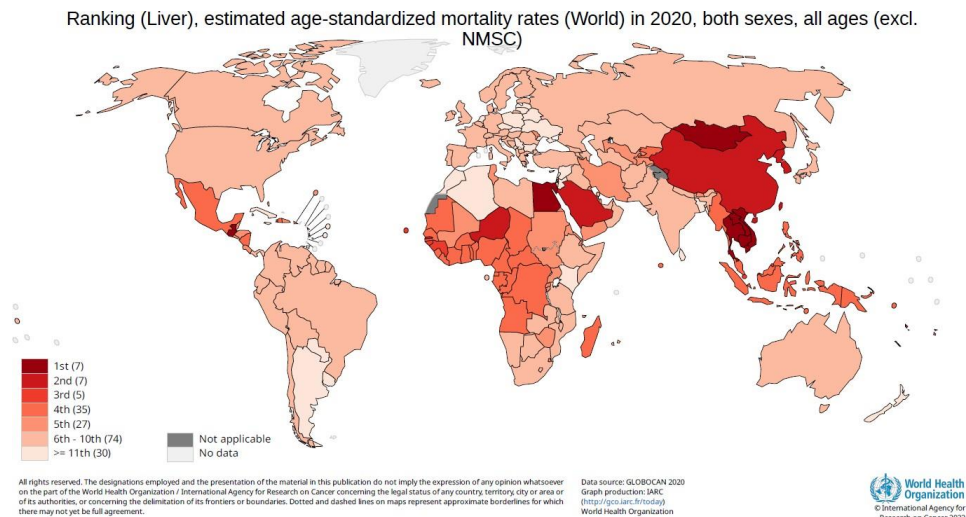 Ranking (Liver), estimated age-standardized mortality rates (World) in 2020, both sexes, all ages (excl.
NMSC)
1st (7)
2nd (7)
3rd (5)
4th (35)
5th (27)
6th - 10th (74)
>= 11th (30)
Not applicable
No data
All rights reserved. The designations employed and the presentation of the material in this publication do not imply the expression of any opinion whatsoever
on the part of the World Health Organization / International Agency for Research on Cancer concerning the legal status of any country, territory, city or area
or of its authorities, or concerning the delimitation of its frontiers or boundaries. Dotted and dashed lines on maps represent approximate borderlines for which
there may not yet be full agreement.
Data source: GLOBOCAN 2020
Graph production: IARC
(http://gco.iarc.fr/today)
World Health Organization
World Health
Organization
© International Agency for
Research on Cancer 2022